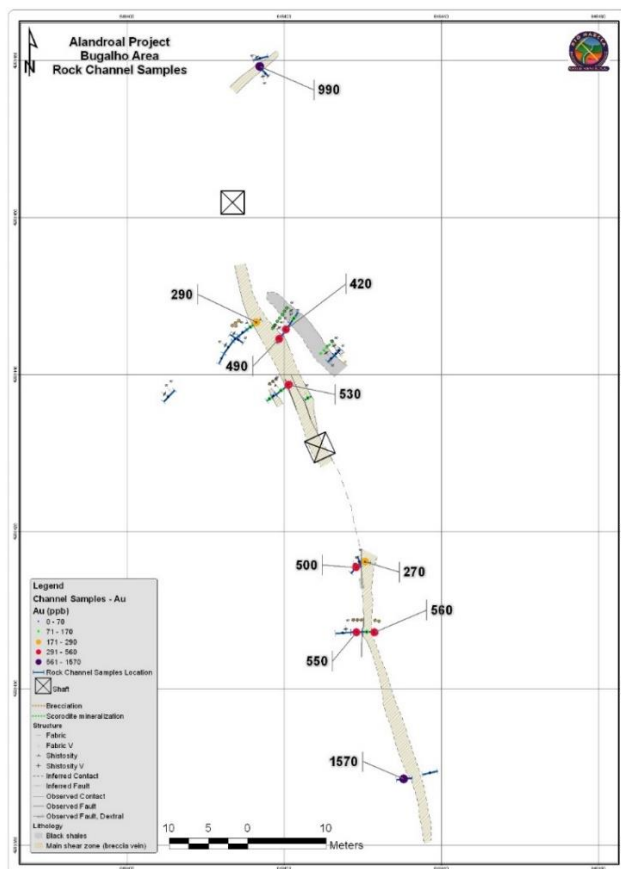 Alandroal Project
Bugalho Area
Rock Channel Samples
N
990
420
290
490
530
500
270
560
550
1570
Legend
Channel Samples - Au
Au (ppb)
0 - 70
71 - 170
171 - 290
291 - 560
561 - 1570
Rock Channel Samples Location
Shaft
Brecciation
Scorodite mineralization
Structure
Fabric
Fabric V
Shistosity
Shistosity V
Inferred Contact
Inferred Fault
Observed Contact
Observed Fault
Observed Fault, Dextral
Lithology
Black shales
Main shear zone (breccia vein)
10 5 0 10
Meters